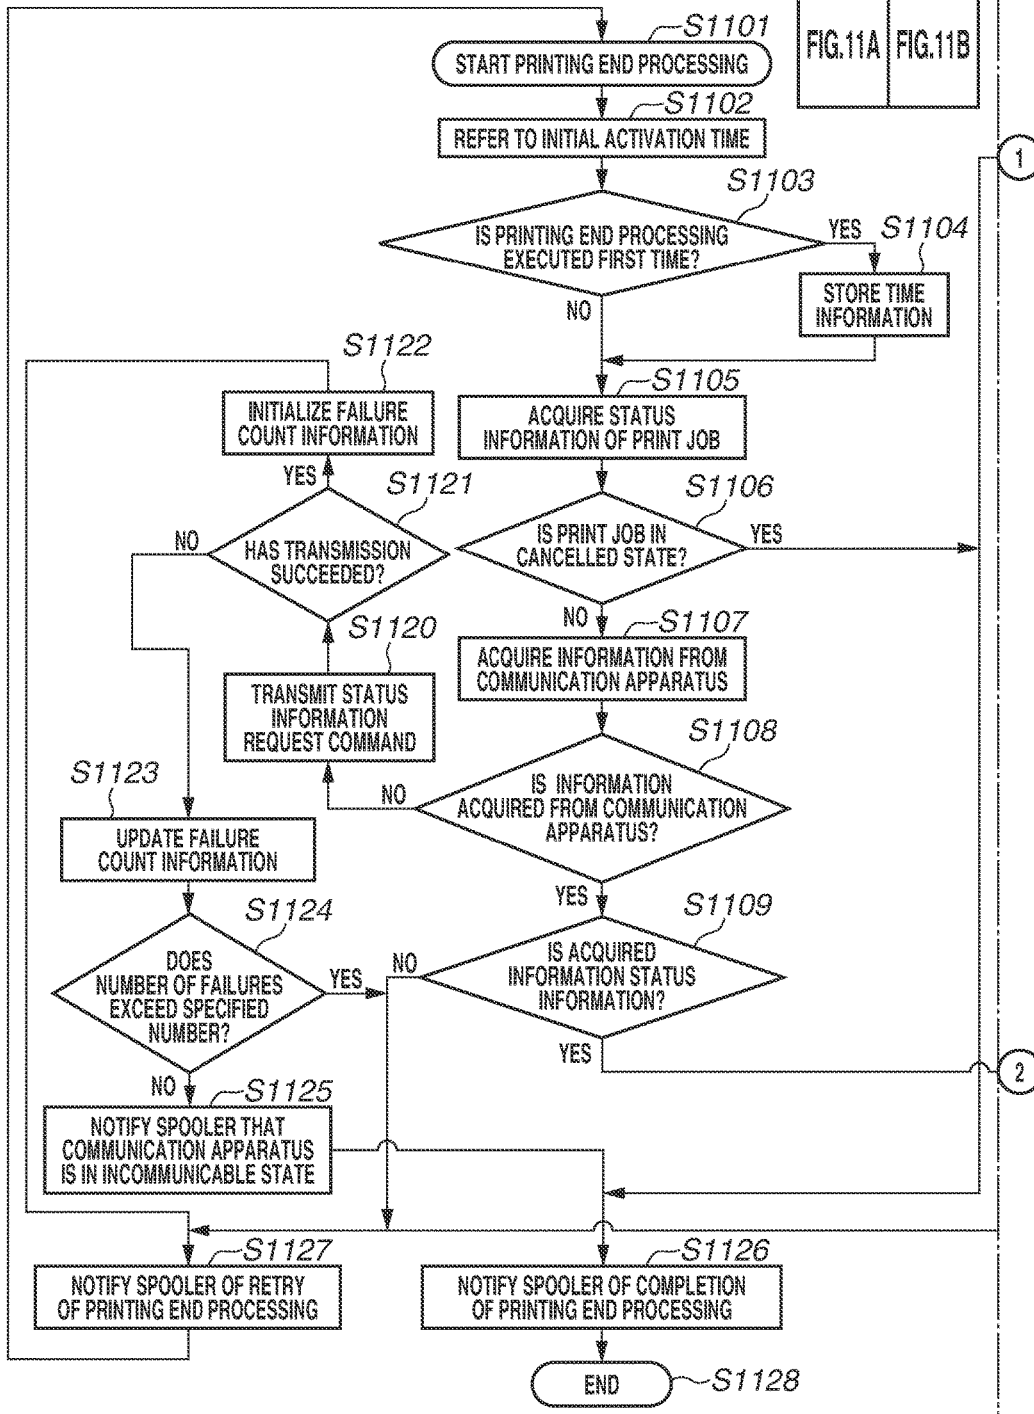 S1101
START PRINTING END PROCESSING
FIG.11A
FIG.11B
S1102
REFER TO INITIAL ACTIVATION TIME
1
S1103
IS PRINTING END PROCESSING
EXECUTED FIRST TIME?
YES
S1104
STORE TIME
INFORMATION
NO
S1122
INITIALIZE FAILURE
COUNT INFORMATION
S1105
ACQUIRE STATUS
INFORMATION OF PRINT JOB
YES
S1121
HAS TRANSMISSION
SUCCEEDED?
NO
S1106
IS PRINT JOB IN
CANCELLED STATE?
YES
NO
S1120
TRANSMIT STATUS
INFORMATION
REQUEST COMMAND
S1107
ACQUIRE INFORMATION FROM
COMMUNICATION APPARATUS
S1108
IS INFORMATION
ACQUIRED FROM COMMUNICATION
APPARATUS?
NO
YES
S1123
UPDATE FAILURE
COUNT INFORMATION
S1124
DOES
NUMBER OF FAILURES
EXCEED SPECIFIED
NUMBER?
YES
NO
S1109
IS ACQUIRED
INFORMATION STATUS
INFORMATION?
NO
YES
2
S1125
NOTIFY SPOOLER THAT
COMMUNICATION APPARATUS
IS IN INCOMMUNICABLE STATE
S1127
NOTIFY SPOOLER OF RETRY
OF PRINTING END PROCESSING
S1126
NOTIFY SPOOLER OF COMPLETION
OF PRINTING END PROCESSING
END
S1128